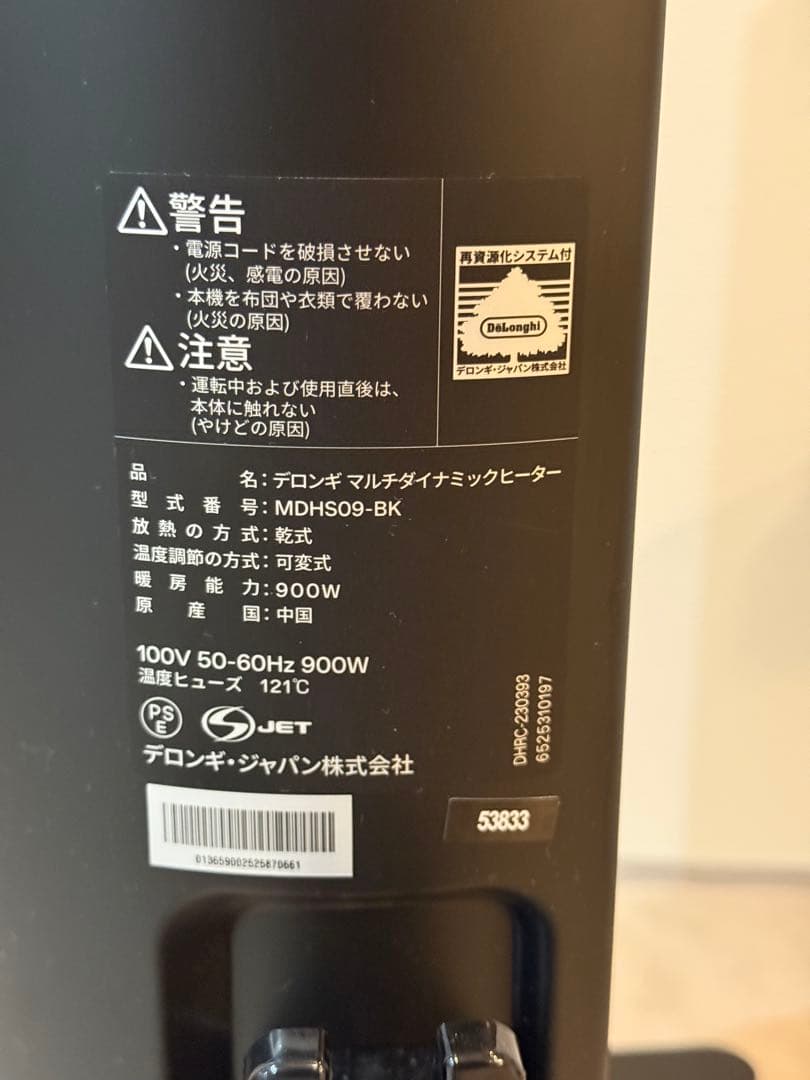 警告
・電源コードを破損させない
(火災、感電の原因)
・本機を布団や衣類で覆わない
(火災の原因)
注意
・運転中および使用直後は、
本体に触れない
(やけどの原因)
再資源化システム付
DeLonghi
デロンギ・ジャパン株式会社
品名:デロンギ マルチダイナミックヒーター
型式番号:MDHS09-BK
放熱の方式:乾式
温度調節の方式:可変式
暖房能力:900W
原産国:中国
100V 50-60Hz 900W
温度ヒューズ 121℃
PS
E
JET
デロンギ・ジャパン株式会社
DHRC-230393
6525310197
013659002525870661
53833